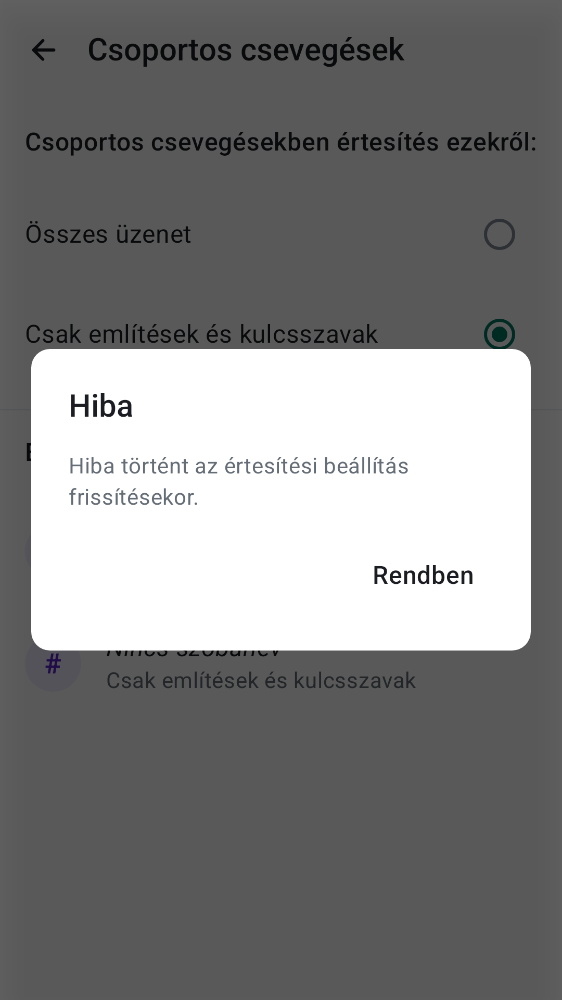 Csoportos csevegések
Csoportos csevegésekben értesítés ezekről:
Összes üzenet
Csak említések és kulcsszavak
Hiba
Hiba történt az értesítési beállítás
frissítésekor.
Rendben
#
Nincs szobanév
Csak említések és kulcsszavak